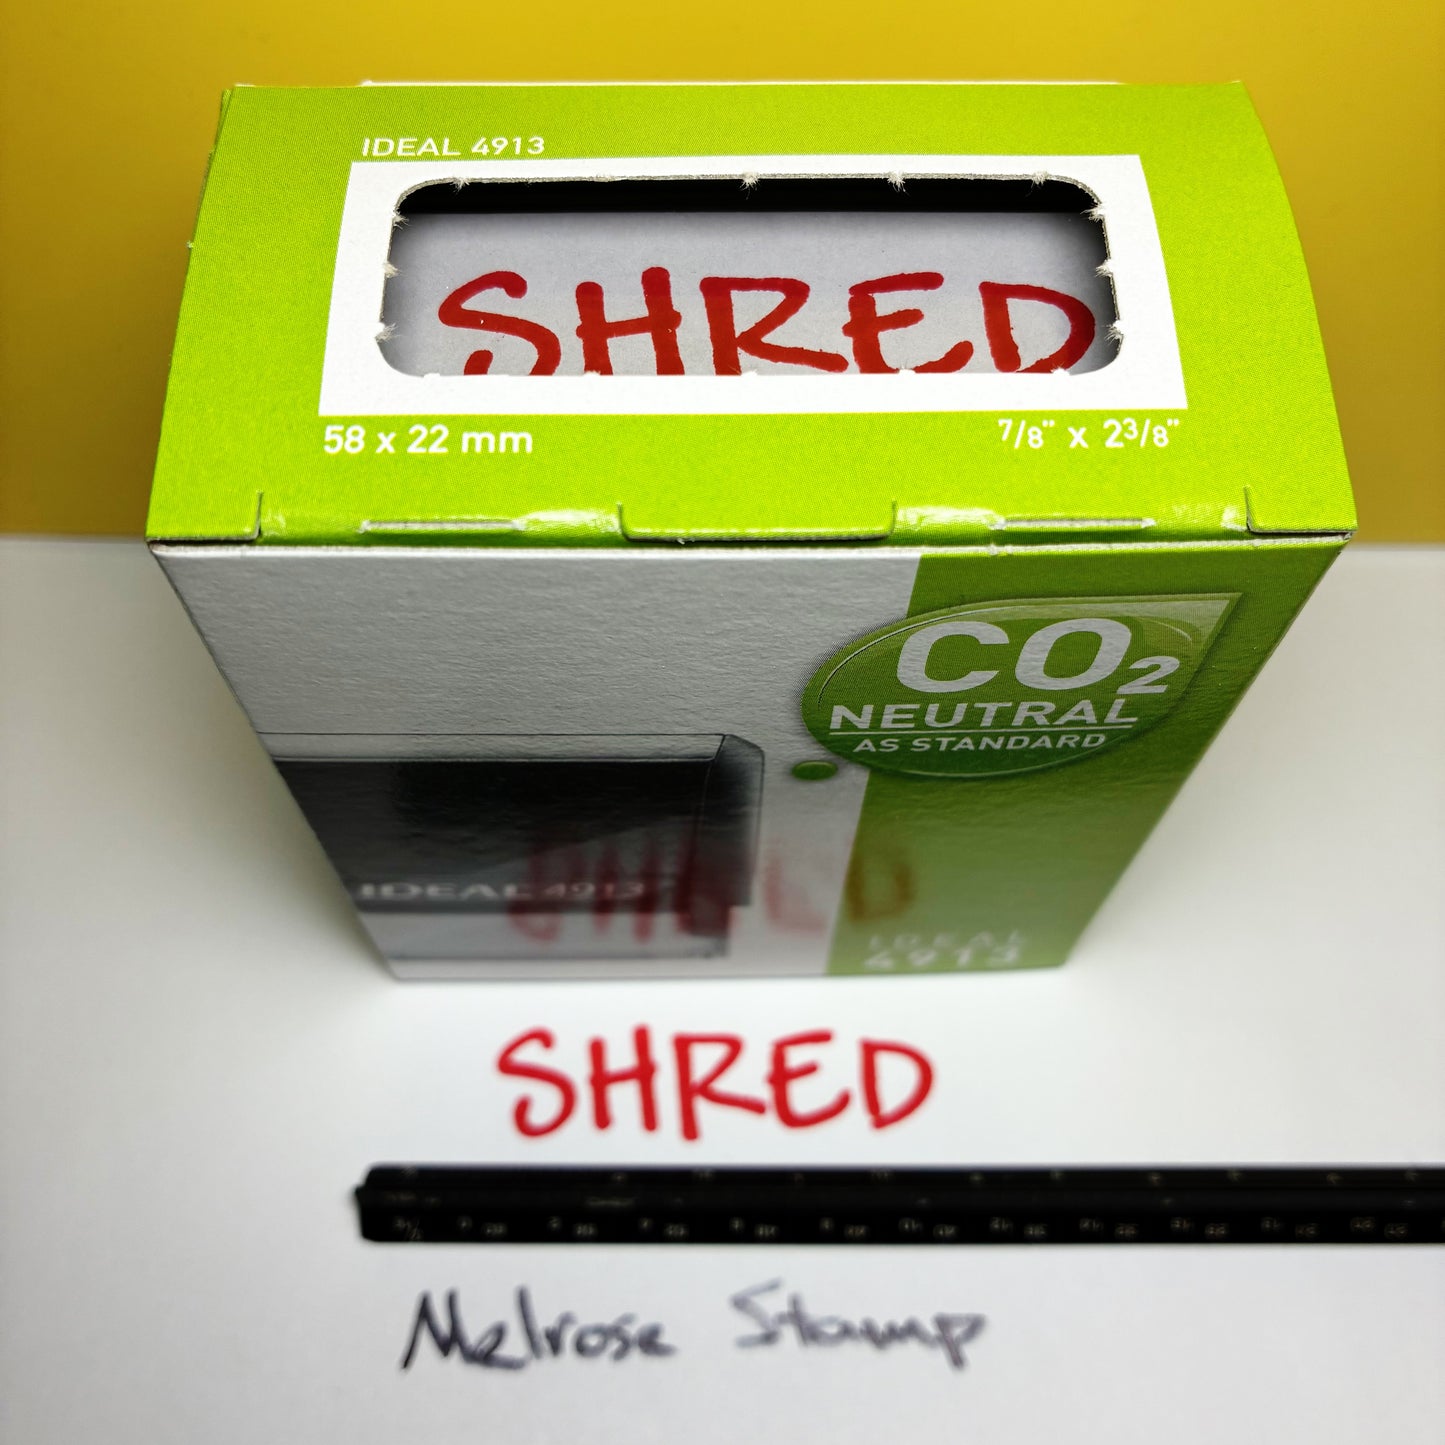 IDEAL 4913
SHRED
58 x 22 mm
7/8" x 2 3/8"
CO2
NEUTRAL
AS STANDARD
IDEAL 4913
IDEAL
4913
SHRED
Melrose Stamp